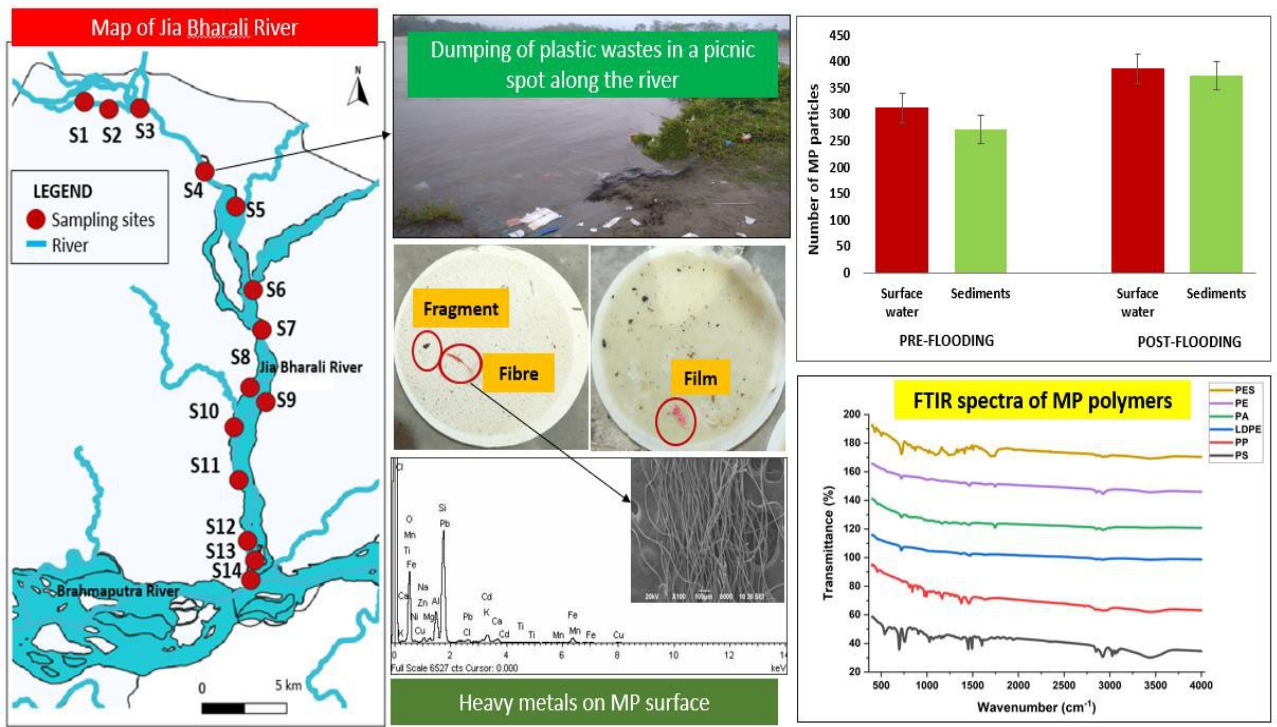 Map of Jia Bharali River
N
S1
S2
S3
S4
S5
S6
S7
S8
Jia Bharali River
S9
S10
S11
S12
S13
S14
Brahmaputra River
LEGEND
Sampling sites
River
0
5 km
Dumping of plastic wastes in a picnic
spot along the river
Fragment
Fibre
Film
Cl
O
Mn
Ti
Fe
Ca
K
Ni
Cu
Na
Zn
Mg
Al
Si
Pb
Pb
Cl
Cd
K
Ca
Cd
Ti
Ti
Mn
Fe
Mn
Fe
Cu
0
2
4
6
8
10
12
14
Full Scale 6527 cts Cursor: 0.000
keV
20kV X100 100µm 0000 10 38 SEI
Heavy metals on MP surface
Number of MP particles
450
400
350
300
250
200
150
100
50
0
Surface
water
Sediments
Surface
water
Sediments
PRE-FLOODING
POST-FLOODING
FTIR spectra of MP polymers
PES
PE
PA
LDPE
PP
PS
Transmittance (%)
200
180
160
140
120
100
80
60
40
20
500
1000
1500
2000
2500
3000
3500
4000
Wavenumber (cm⁻¹)